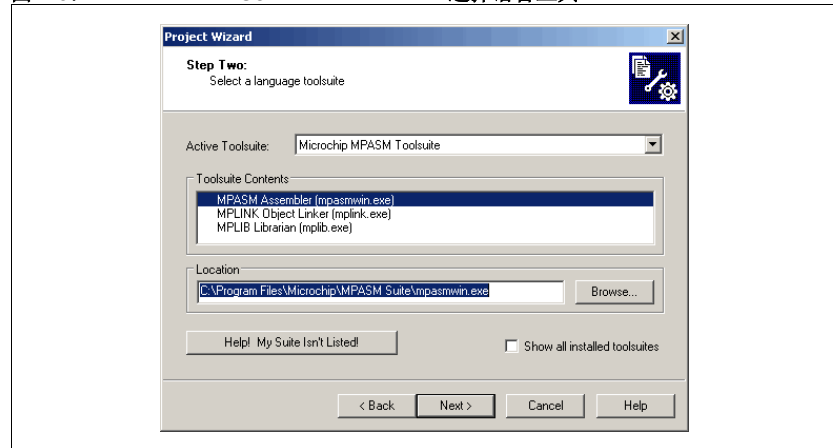 Project Wizard
Step Two:
Select a language toolsuite
Active Toolsuite: Microchip MPASM Toolsuite
Toolsuite Contents
MPASM Assembler (mpasmwin.exe)
MPLINK Object Linker (mplink.exe)
MPLIB Librarian (mplib.exe)
Location
C:\Program Files\Microchip\MPASM Suite\mpasmwin.exe Browse...
Help! My Suite Isn't Listed! Show all installed toolsuites
< Back Next > Cancel Help